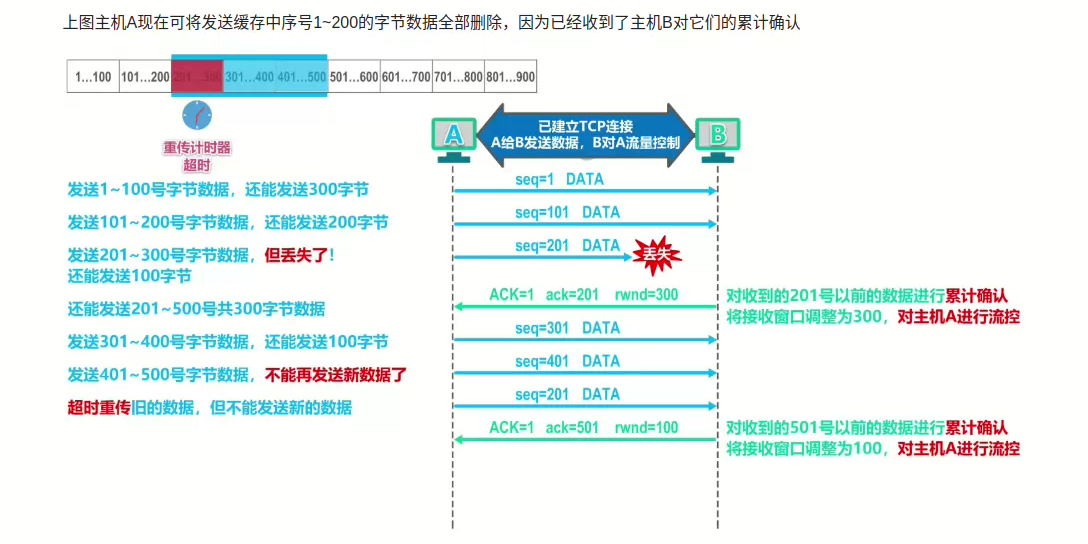 上图主机A现在可将发送缓存中序号1~200的字节数据全部删除，因为已经收到了主机B对它们的累计确认
1...100 101...200 201...300 301...400 401...500 501...600 601...700 701...800 801...900
重传计时器
超时
A
已建立TCP连接
A给B发送数据，B对A流量控制
B
发送1~100号字节数据，还能发送300字节
seq=1 DATA
发送101~200号字节数据，还能发送200字节
seq=101 DATA
发送201~300号字节数据，但丢失了！
还能发送100字节
seq=201 DATA
丢失
还能发送201~500号共300字节数据
ACK=1 ack=201 rwnd=300
对收到的201号以前的数据进行累计确认
将接收窗口调整为300，对主机A进行流控
发送301~400号字节数据，还能发送100字节
seq=301 DATA
发送401~500号字节数据，不能再发送新数据了
seq=401 DATA
超时重传旧的数据，但不能发送新的数据
seq=201 DATA
ACK=1 ack=501 rwnd=100
对收到的501号以前的数据进行累计确认
将接收窗口调整为100，对主机A进行流控